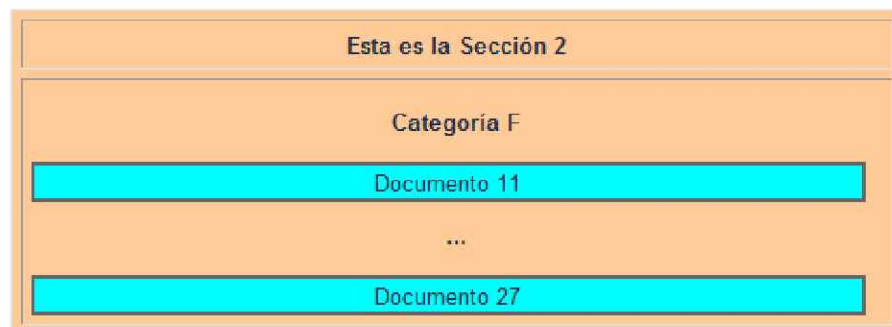 Esta es la Sección 2
Categoría F
Documento 11
...
Documento 27